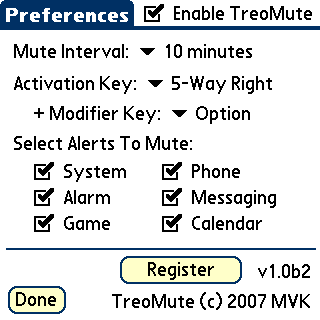 Preferences Enable TreoMute
Mute Interval: 10 minutes
Activation Key: 5-Way Right
+ Modifier Key: Option
Select Alerts To Mute:
System Phone
Alarm Messaging
Game Calendar
Register v1.0b2
Done TreoMute (c) 2007 MVK